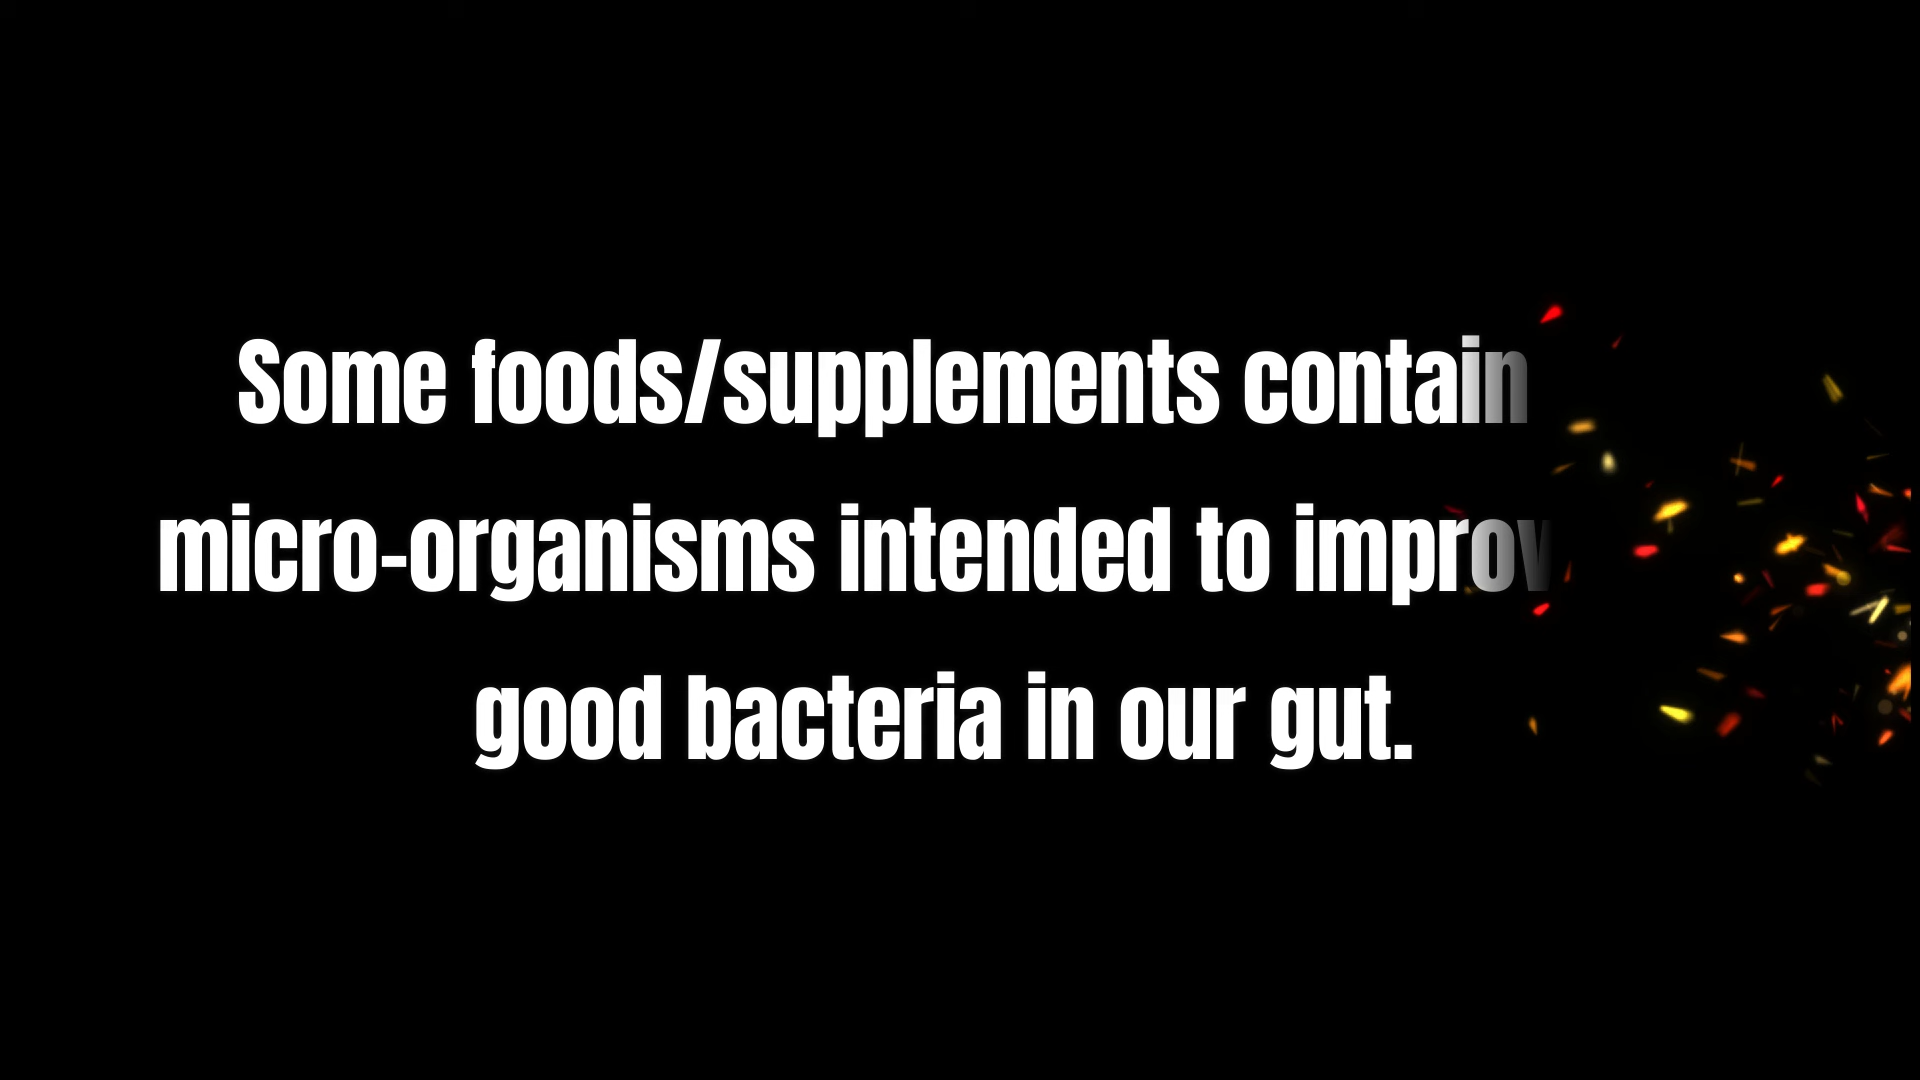 Some foods/supplements contain
micro-organisms intended to improv
good bacteria in our gut.